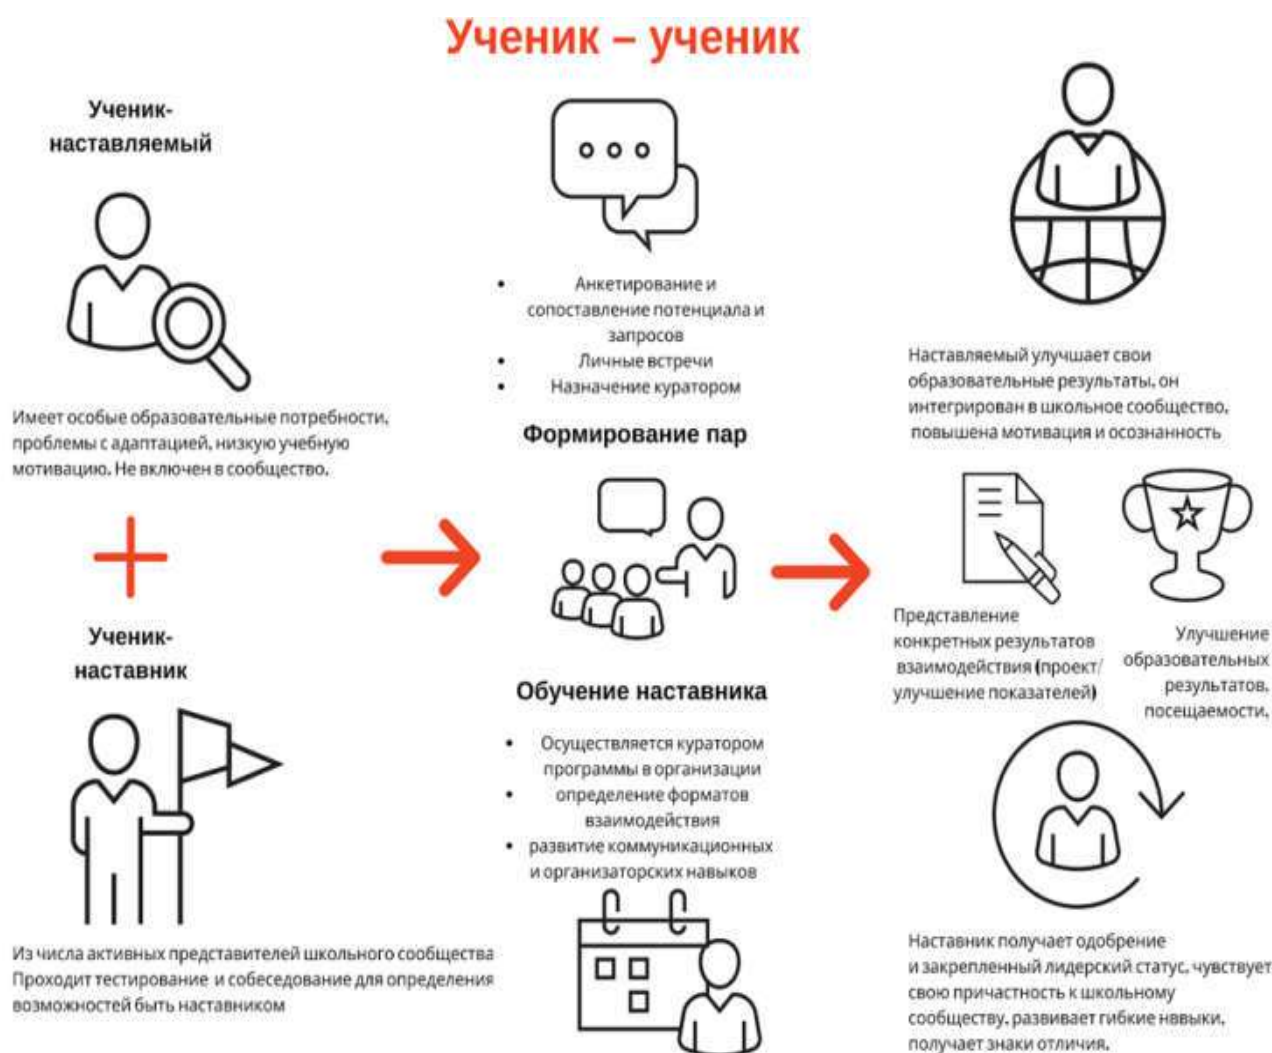 Ученик – ученик
Ученик-
наставляемый
Имеет особые образовательные потребности,
проблемы с адаптацией, низкую учебную
мотивацию. Не включен в сообщество.
Ученик-
наставник
Из числа активных представителей школьного сообщества
Проходит тестирование и собеседование для определения
возможностей быть наставником
• Анкетирование и
сопоставление потенциала и
запросов
• Личные встречи
• Назначение куратором
Формирование пар
Обучение наставника
• Осуществляется куратором
программы в организации
• определение форматов
взаимодействия
• развитие коммуникационных
и организаторских навыков
Наставляемый улучшает свои
образовательные результаты, он
интегрирован в школьное сообщество,
повышена мотивация и осознанность
Представление
конкретных результатов
взаимодействия (проект/
улучшение показателей)
Улучшение
образовательных
результатов,
посещаемости,
Наставник получает одобрение
и закрепленный лидерский статус, чувствует
свою причастность к школьному
сообществу, развивает гибкие нввыки,
получает знаки отличия.